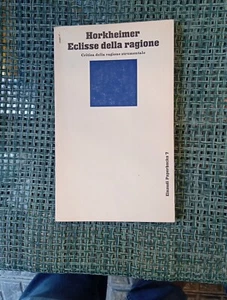 Horkheimer
Eclisse della ragione
Critica della ragione strumentale
Einaudi Paperbacks 3